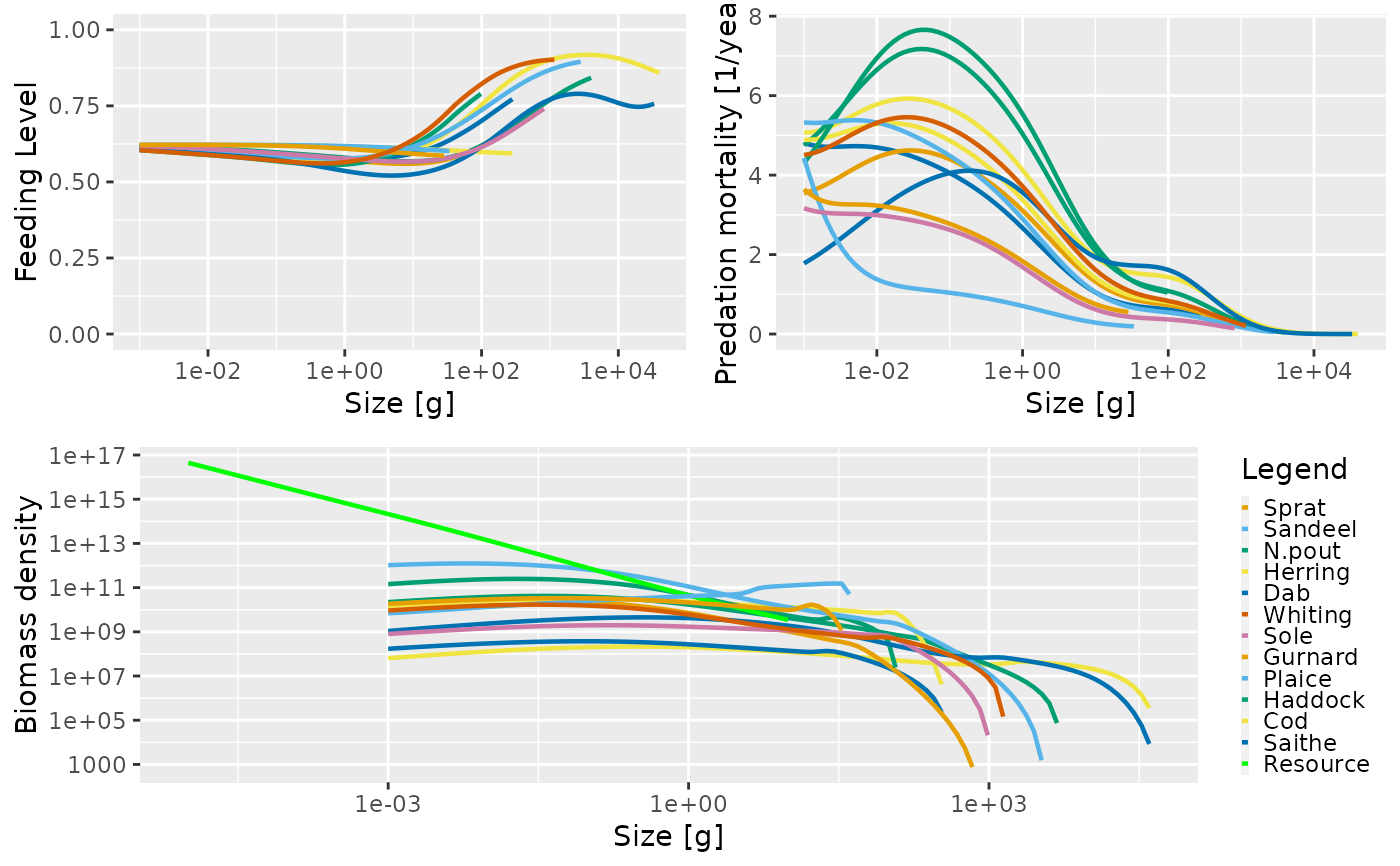 1.00
0.75
0.50
0.25
0.00
Feeding Level
1e-02 1e+00 1e+02 1e+04
Size [g]
8
6
4
2
0
Predation mortality [1/yea
1e-02 1e+00 1e+02 1e+04
Size [g]
1e+17
1e+15
1e+13
1e+11
1e+09
1e+07
1e+05
1000
Biomass density
1e-03 1e+00 1e+03
Size [g]
Legend
Sprat
Sandeel
N.pout
Herring
Dab
Whiting
Sole
Gurnard
Plaice
Haddock
Cod
Saithe
Resource